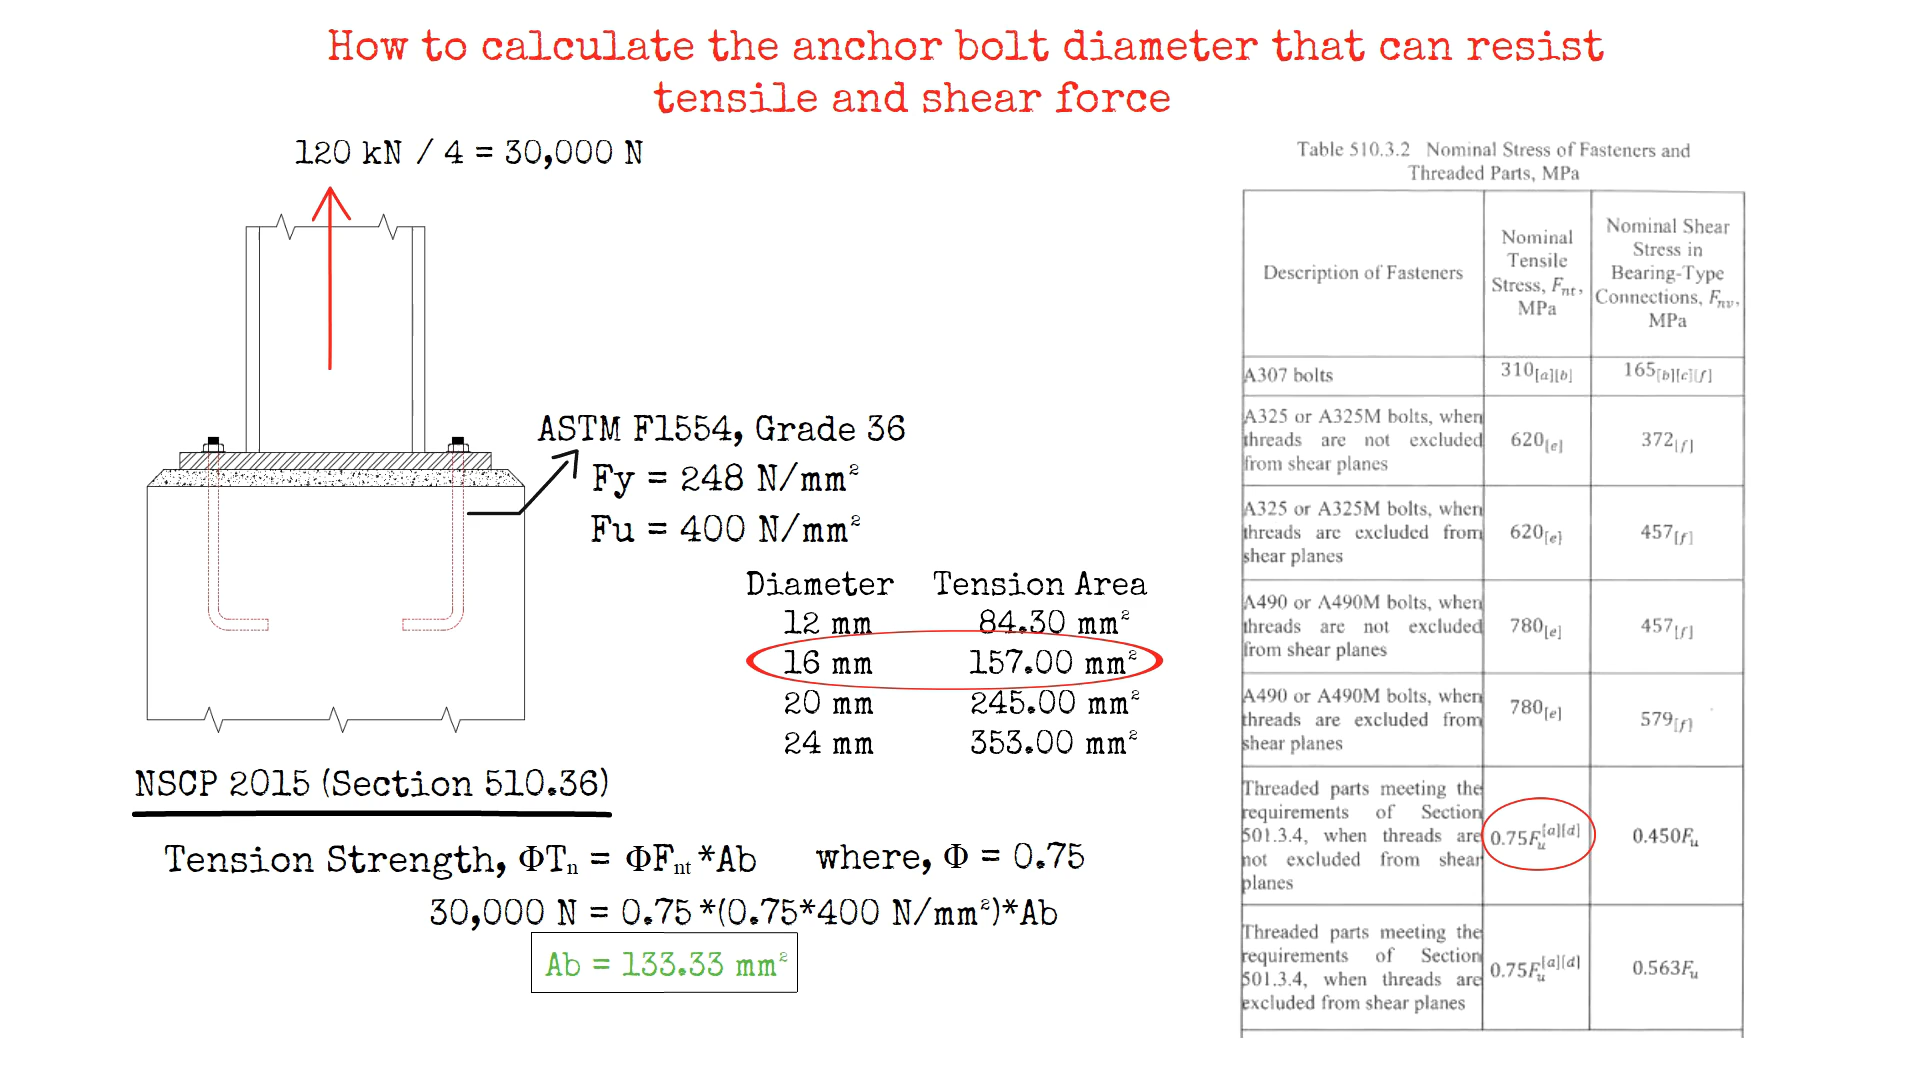 How to calculate the anchor bolt diameter that can resist
tensile and shear force
120 kN / 4 = 30,000 N
ASTM F1554, Grade 36
Fy = 248 N/mm²
Fu = 400 N/mm²
Diameter Tension Area
12 mm 84.30 mm²
16 mm 157.00 mm²
20 mm 245.00 mm²
24 mm 353.00 mm²
NSCP 2015 (Section 510.36)
Tension Strength, ΦTn = ΦFnt*Ab where, Φ = 0.75
30,000 N = 0.75*(0.75*400 N/mm²)*Ab
Ab = 133.33 mm²
Table 510.3.2 Nominal Stress of Fasteners and
Threaded Parts, MPa
Description of Fasteners
Nominal
Tensile
Stress, Fnt,
MPa
Nominal Shear
Stress in
Bearing-Type
Connections, Fnv,
MPa
A307 bolts 310[a][b] 165[b][c][f]
A325 or A325M bolts, when
threads are not excluded
from shear planes
620[e] 372[f]
A325 or A325M bolts, when
threads are excluded from
shear planes
620[e] 457[f]
A490 or A490M bolts, when
threads are not excluded
from shear planes
780[e] 457[f]
A490 or A490M bolts, when
threads are excluded from
shear planes
780[e] 579[f]
Threaded parts meeting the
requirements of Section
501.3.4, when threads are
not excluded from shear
planes
0.75Fu[a][d] 0.450Fu
Threaded parts meeting the
requirements of Section
501.3.4, when threads are
excluded from shear planes
0.75Fu[a][d] 0.563Fu